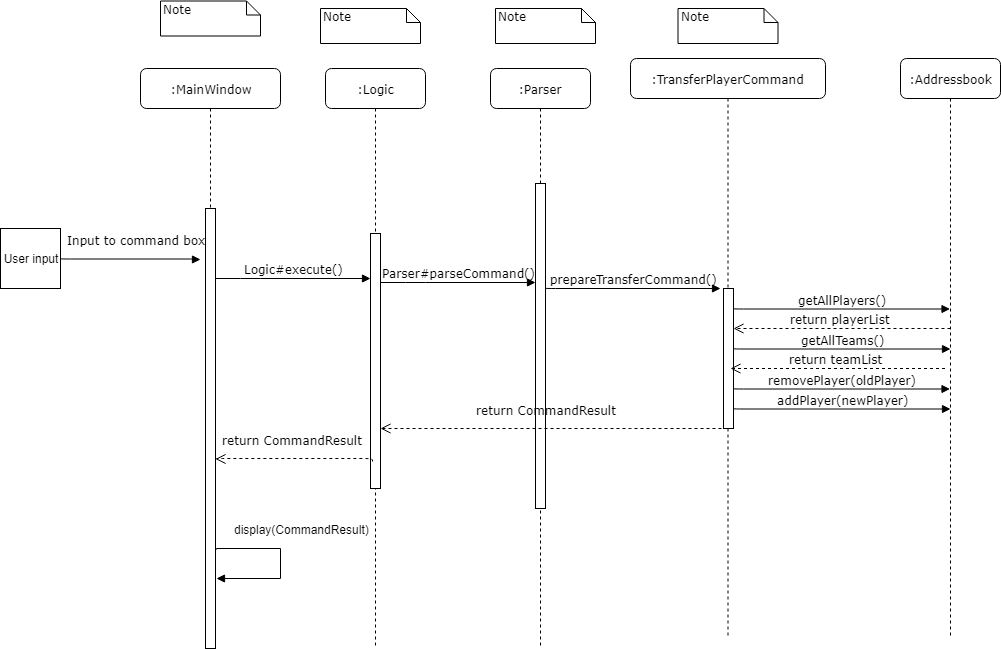 Note
Note
Note
Note
:MainWindow
:Logic
:Parser
:TransferPlayerCommand
:Addressbook
User input
Input to command box
Logic#execute()
Parser#parseCommand()
prepareTransferCommand()
getAllPlayers()
return playerList
getAllTeams()
return teamList
removePlayer(oldPlayer)
addPlayer(newPlayer)
return CommandResult
return CommandResult
display(CommandResult)